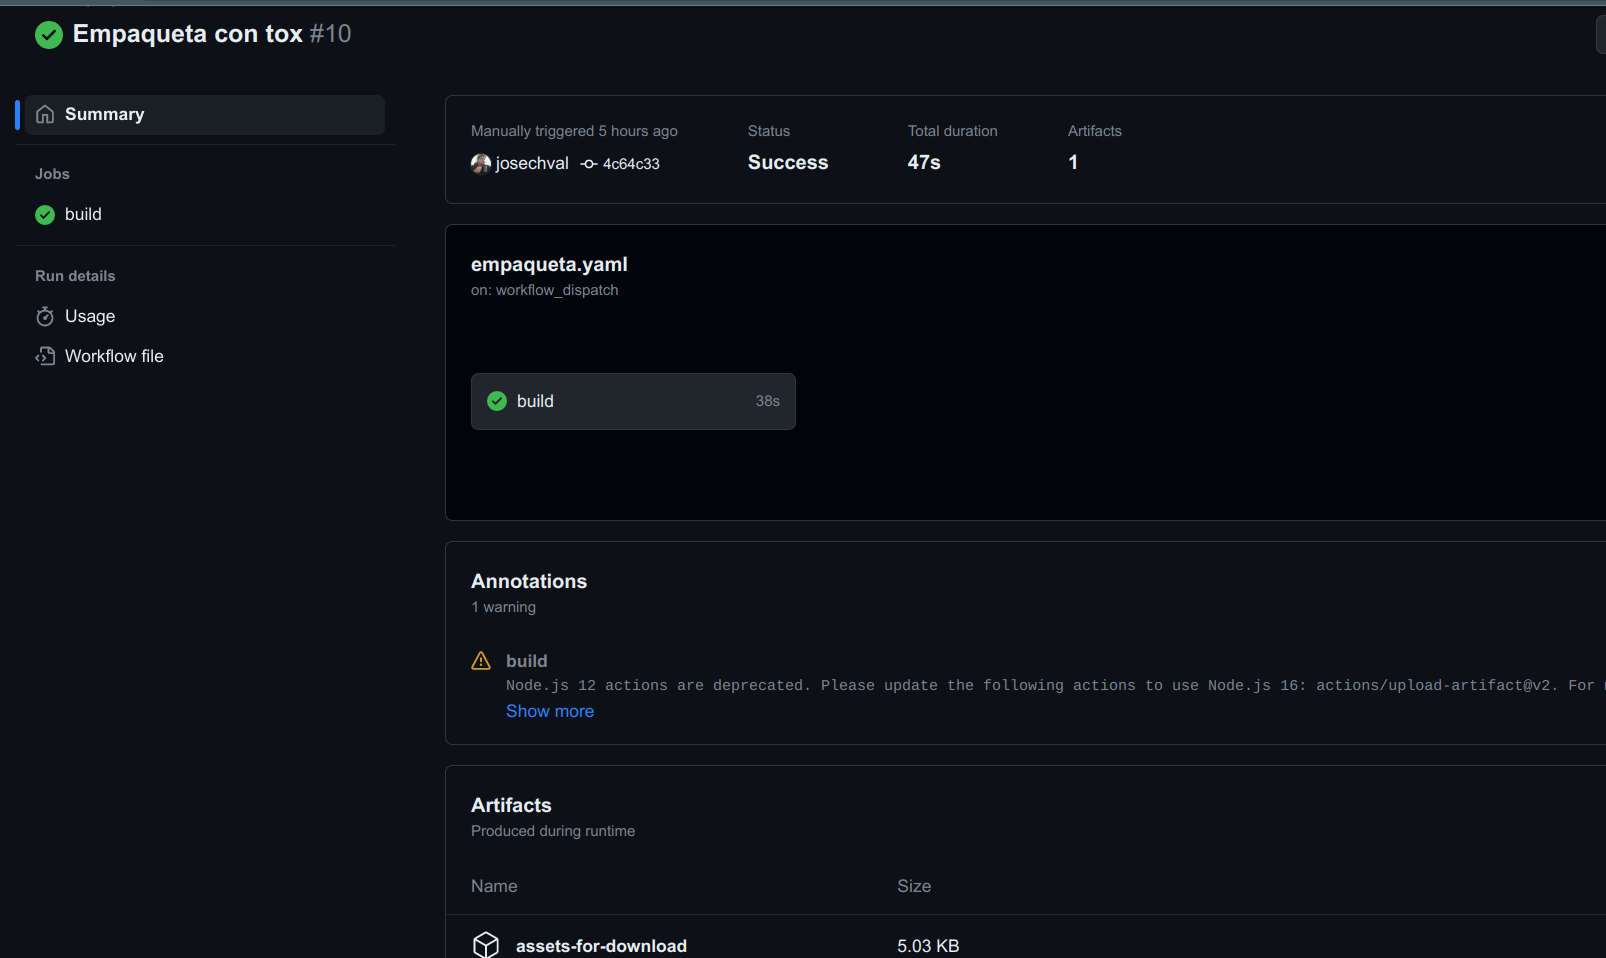 Empaqueta con tox #10
Summary
Jobs
build
Run details
Usage
Workflow file
Manually triggered 5 hours ago
josechval 4c64c33
Status
Success
Total duration
47s
Artifacts
1
empaqueta.yaml
on: workflow_dispatch
build 38s
Annotations
1 warning
build
Node.js 12 actions are deprecated. Please update the following actions to use Node.js 16: actions/upload-artifact@v2. For
Show more
Artifacts
Produced during runtime
Name Size
assets-for-download 5.03 KB